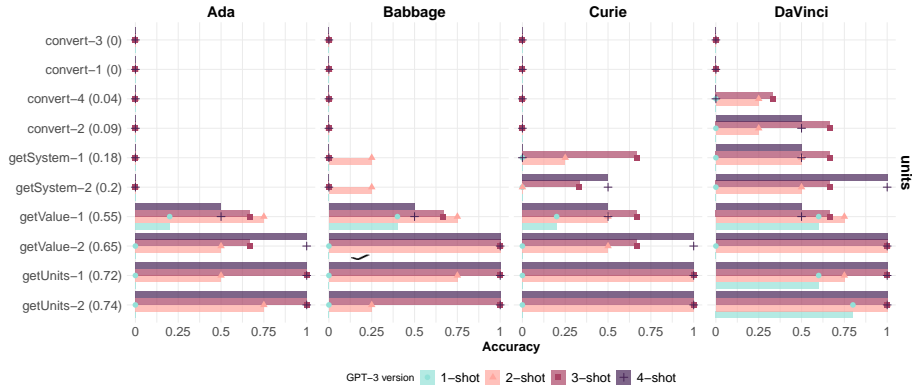 Ada Babbage Curie DaVinci
convert−3 (0)
convert−1 (0)
convert−4 (0.04)
convert−2 (0.09)
getSystem−1 (0.18)
getSystem−2 (0.2)
getValue−1 (0.55)
getValue−2 (0.65)
getUnits−1 (0.72)
getUnits−2 (0.74)
units
0 0.25 0.5 0.75 1 0 0.25 0.5 0.75 1 0 0.25 0.5 0.75 1 0 0.25 0.5 0.75 1
Accuracy
GPT−3 version 1−shot 2−shot 3−shot 4−shot